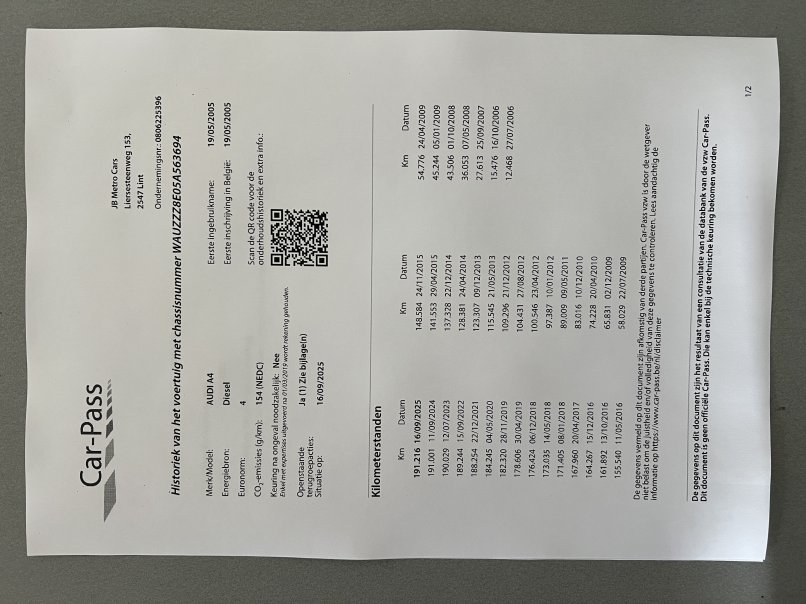 Car-Pass
JB Metro Cars
Liersesteenweg 153,
2547 Lint
Ondernemingsnr.: 0806225396
Historiek van het voertuig met chassisnummer WAUZZZ8E05A563694
Merk/Model: AUDI A4
Energiebron: Diesel
Euronorm: 4
CO2-emissies (g/km): 154 (NEDC)
Keuring na ongeval noodzakelijk: Nee
Enkel met expertises uitgevoerd na 01/03/2019 wordt rekening gehouden.
Openstaande terugroepacties: Ja (1) Zie bijlage(n)
Situatie op: 16/09/2025
Eerste ingebruikname: 19/05/2005
Eerste inschrijving in België: 19/05/2005
Scan de QR code voor de
onderhoudshistoriek en extra info.:
Kilometerstanden
Km Datum
191.216 16/09/2025
191.001 11/09/2024
190.029 12/07/2023
189.244 15/09/2022
188.254 22/12/2021
184.245 04/05/2020
182.320 28/11/2019
178.606 30/04/2019
176.424 06/12/2018
173.035 14/05/2018
171.405 08/01/2018
167.960 20/04/2017
164.267 15/12/2016
161.892 13/10/2016
155.540 11/05/2016
Km Datum
148.584 24/11/2015
141.553 29/04/2015
137.328 22/12/2014
128.381 24/04/2014
123.307 09/12/2013
115.545 21/05/2013
109.296 21/12/2012
104.431 27/08/2012
100.546 23/04/2012
97.387 10/01/2012
89.009 09/05/2011
83.016 10/12/2010
74.228 20/04/2010
65.831 02/12/2009
58.029 22/07/2009
Km Datum
54.776 24/04/2009
45.244 05/01/2009
43.506 01/10/2008
36.053 07/05/2008
27.613 25/09/2007
15.476 16/10/2006
12.468 27/07/2006
De gegevens vermeld op dit document zijn afkomstig van derde partijen. Car-Pass vzw is door de wetgever
niet belast om de juistheid en/of volledigheid van deze gegevens te controleren. Lees aandachtig de
informatie op https://www.car-pass.be/nl/disclaimer
De gegevens op dit document zijn het resultaat van een consultatie van de databank van de vzw Car-Pass.
Dit document is geen officiële Car-Pass. Die kan enkel bij de technische keuring bekomen worden.
1/2